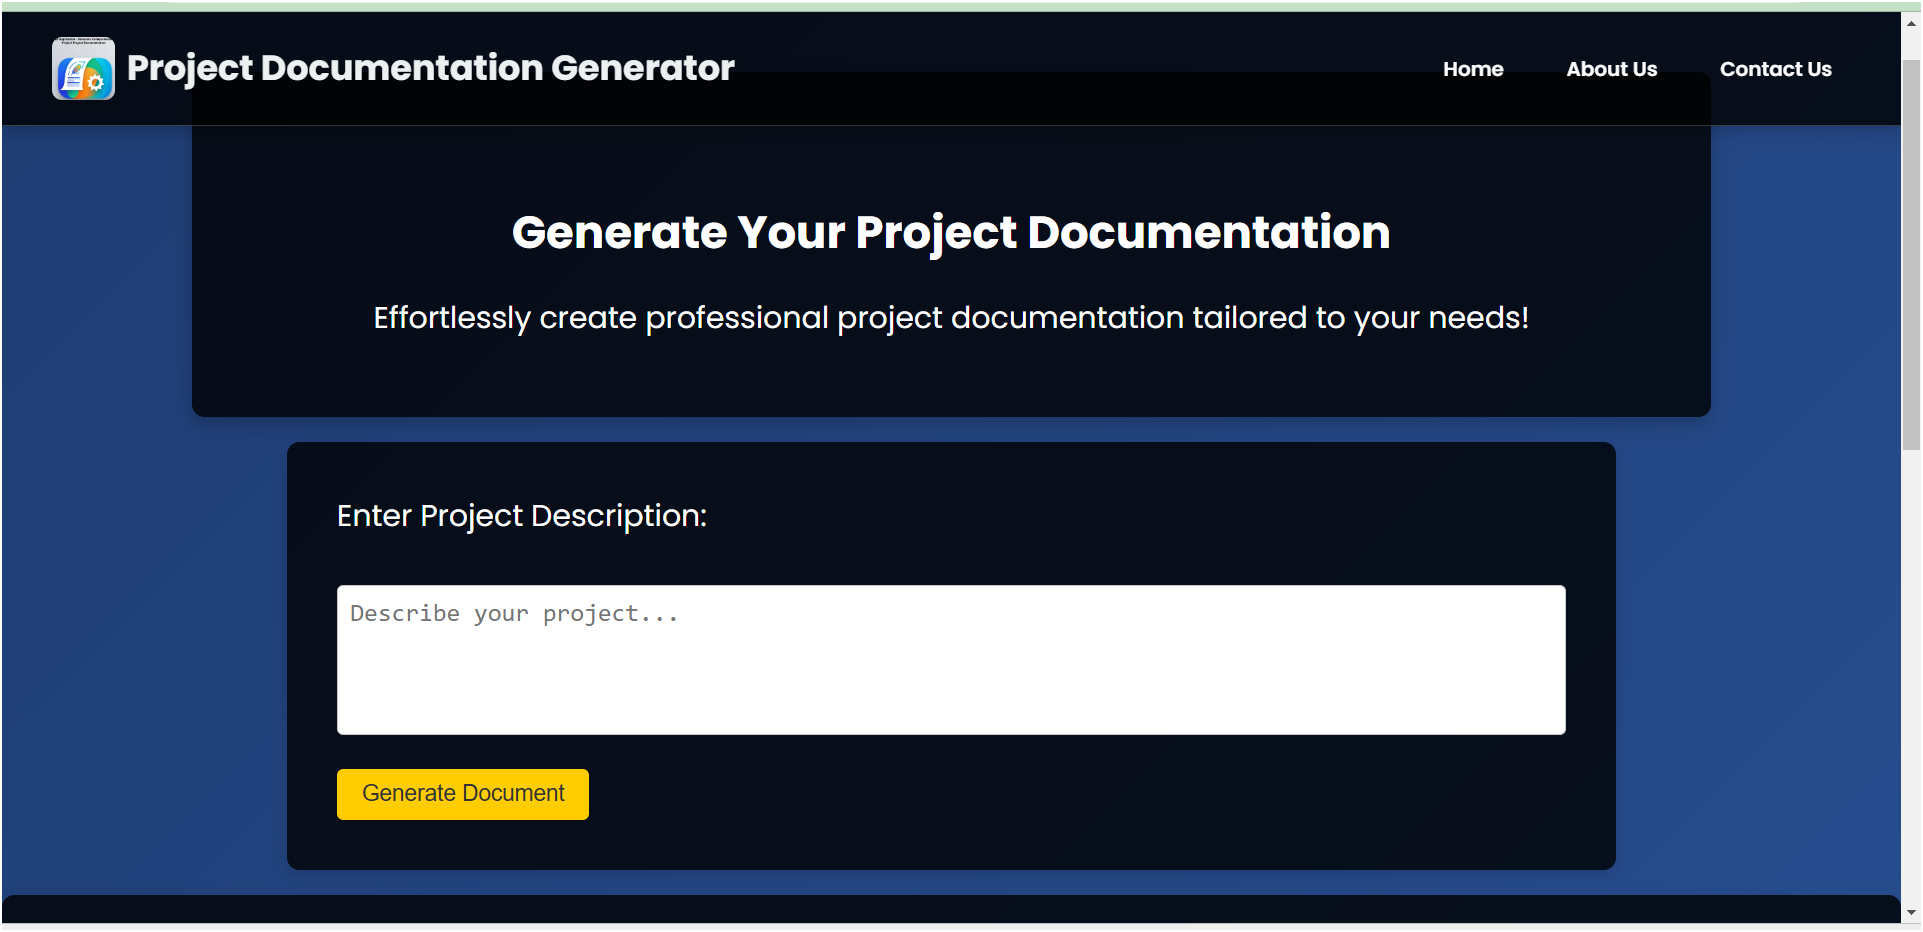 Project Documentation Generator
Home
About Us
Contact Us
Generate Your Project Documentation
Effortlessly create professional project documentation tailored to your needs!
Enter Project Description:
Describe your project...
Generate Document